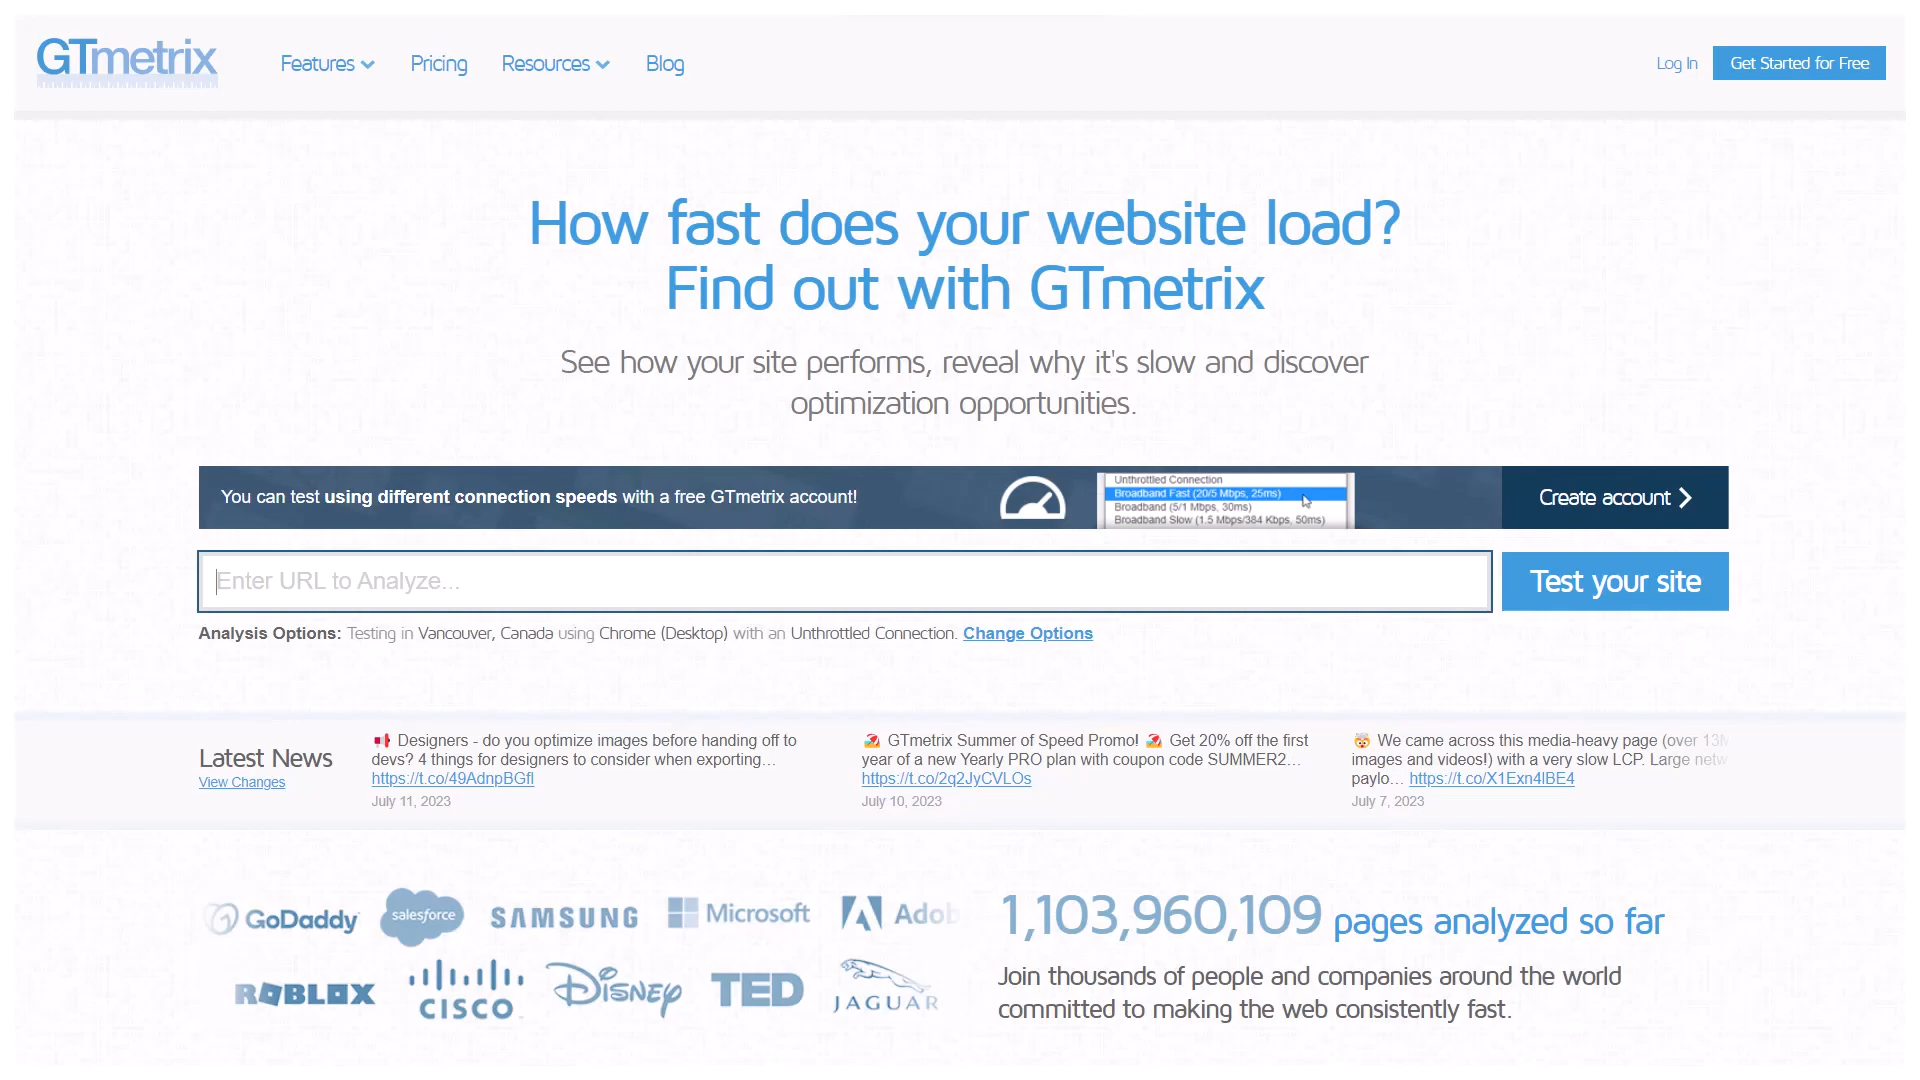 GTmetrix
Features
Pricing
Resources
Blog
Log In
Get Started for Free
How fast does your website load?
Find out with GTmetrix
See how your site performs, reveal why it's slow and discover
optimization opportunities.
You can test using different connection speeds with a free GTmetrix account!
Unthrottled Connection
Broadband Fast (20/5 Mbps, 25ms)
Broadband (5/1 Mbps, 30ms)
Broadband Slow (1.5 Mbps/384 Kbps, 50ms)
Create account
Enter URL to Analyze...
Test your site
Analysis Options: Testing in Vancouver, Canada using Chrome (Desktop) with an Unthrottled Connection. Change Options
Latest News
View Changes
📢 Designers - do you optimize images before handing off to
devs? 4 things for designers to consider when exporting…
https://t.co/49AdnpBGfl
July 11, 2023
🏖 GTmetrix Summer of Speed Promo! 🏖 Get 20% off the first
year of a new Yearly PRO plan with coupon code SUMMER2…
https://t.co/2q2JyCVLOs
July 10, 2023
🤯 We came across this media-heavy page (over 13M
images and videos!) with a very slow LCP. Large netw
paylo… https://t.co/X1Exn4lBE4
July 7, 2023
GoDaddy
salesforce
SAMSUNG
Microsoft
Adob
ROBLOX
CISCO
Disney
TED
JAGUAR
1,103,960,109 pages analyzed so far
Join thousands of people and companies around the world
committed to making the web consistently fast.